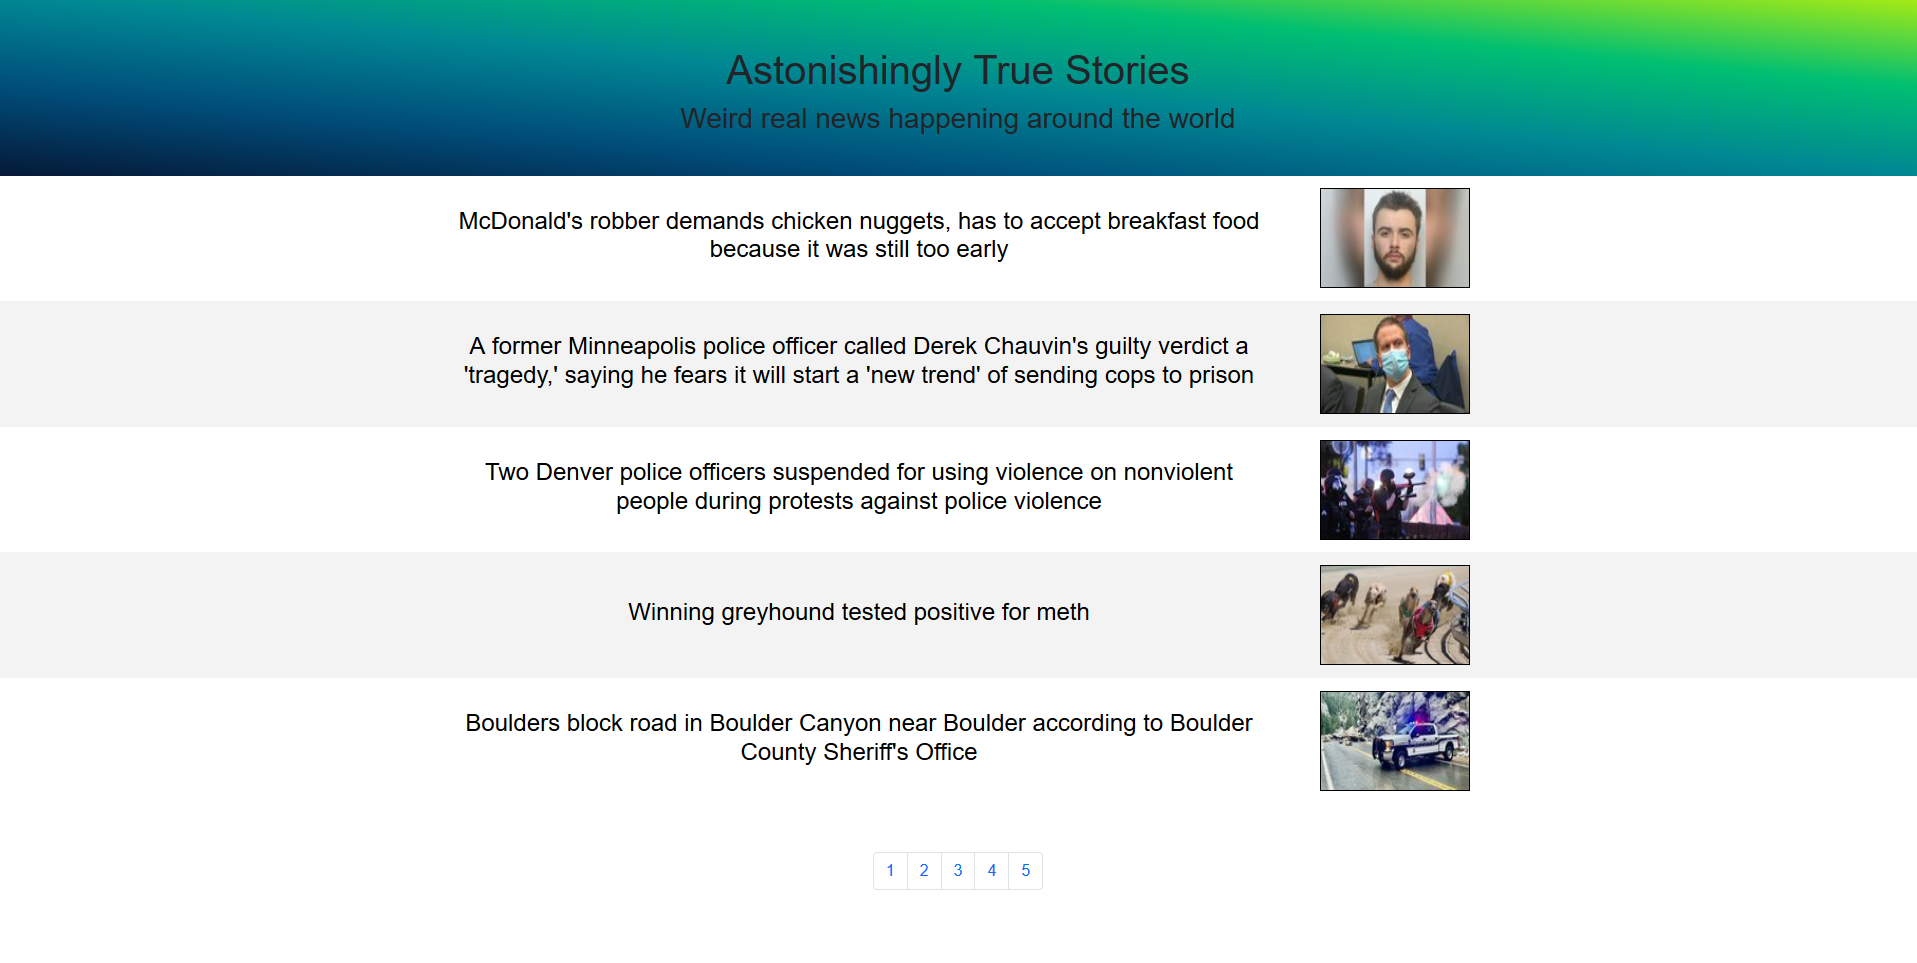 Astonishingly True Stories
Weird real news happening around the world
McDonald's robber demands chicken nuggets, has to accept breakfast food
because it was still too early
A former Minneapolis police officer called Derek Chauvin's guilty verdict a
'tragedy,' saying he fears it will start a 'new trend' of sending cops to prison
Two Denver police officers suspended for using violence on nonviolent
people during protests against police violence
Winning greyhound tested positive for meth
Boulders block road in Boulder Canyon near Boulder according to Boulder
County Sheriff's Office
1 2 3 4 5